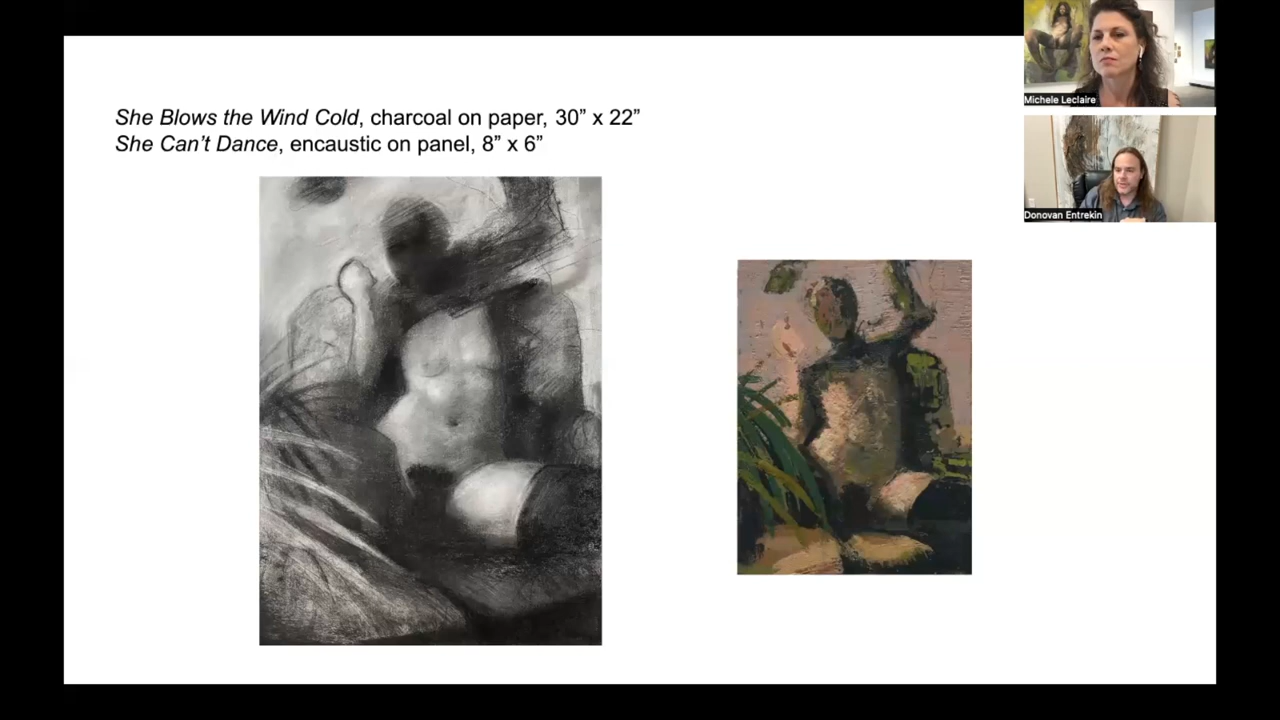 She Blows the Wind Cold, charcoal on paper, 30” x 22”
She Can’t Dance, encaustic on panel, 8” x 6”
Michele Leclaire
Donovan Entrekin